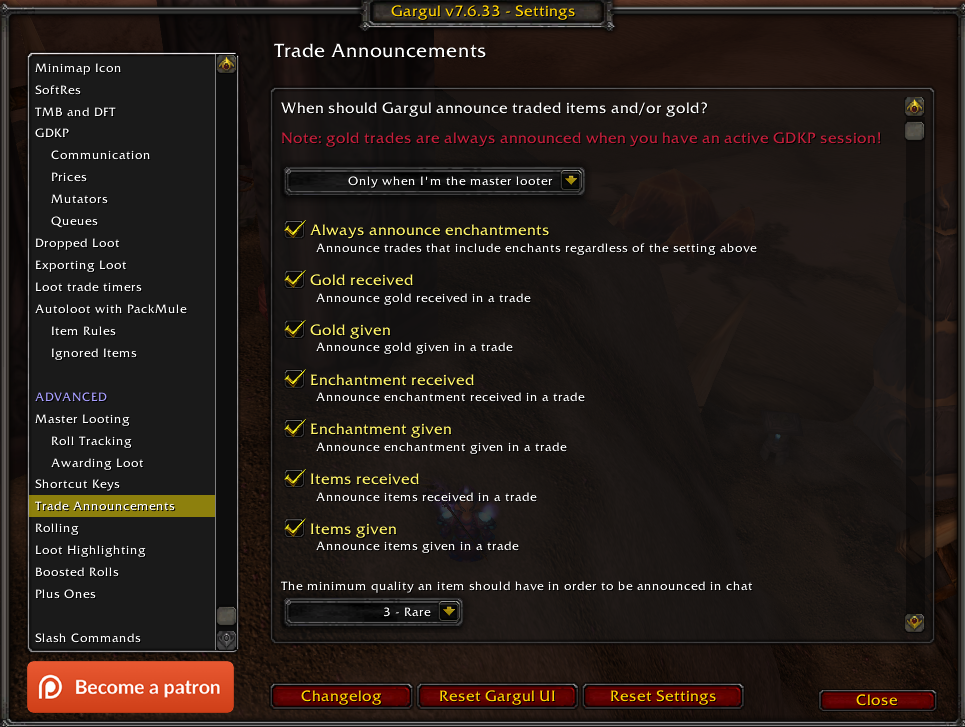 Gargul v7.6.33 - Settings
Minimap Icon
SoftRes
TMB and DFT
GDKP
Communication
Prices
Mutators
Queues
Dropped Loot
Exporting Loot
Loot trade timers
Autoloot with PackMule
Item Rules
Ignored Items
ADVANCED
Master Looting
Roll Tracking
Awarding Loot
Shortcut Keys
Trade Announcements
Rolling
Loot Highlighting
Boosted Rolls
Plus Ones
Slash Commands
Become a patron
Trade Announcements
When should Gargul announce traded items and/or gold?
Note: gold trades are always announced when you have an active GDKP session!
Only when I'm the master looter
Always announce enchantments
Announce trades that include enchants regardless of the setting above
Gold received
Announce gold received in a trade
Gold given
Announce gold given in a trade
Enchantment received
Announce enchantment received in a trade
Enchantment given
Announce enchantment given in a trade
Items received
Announce items received in a trade
Items given
Announce items given in a trade
The minimum quality an item should have in order to be announced in chat
3 - Rare
Changelog
Reset Gargul UI
Reset Settings
Close